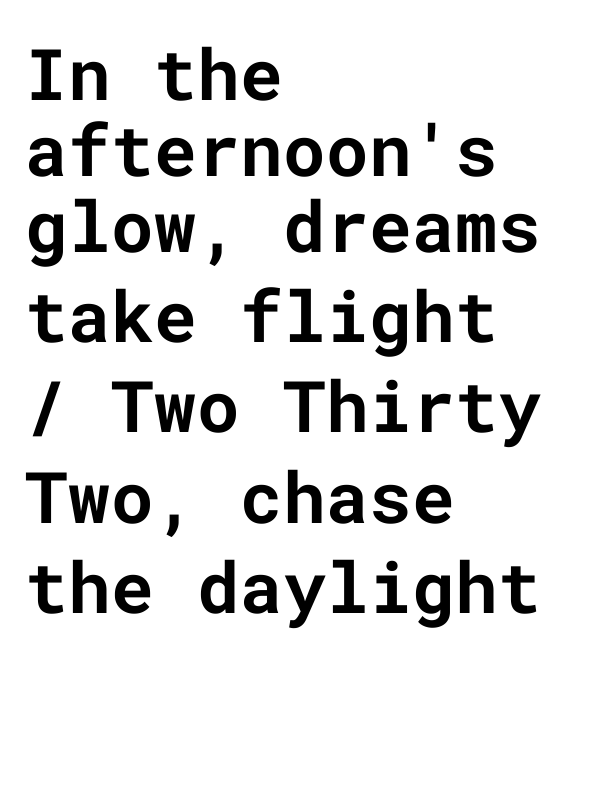 In the
afternoon's
glow, dreams
take flight
/ Two Thirty
Two, chase
the daylight